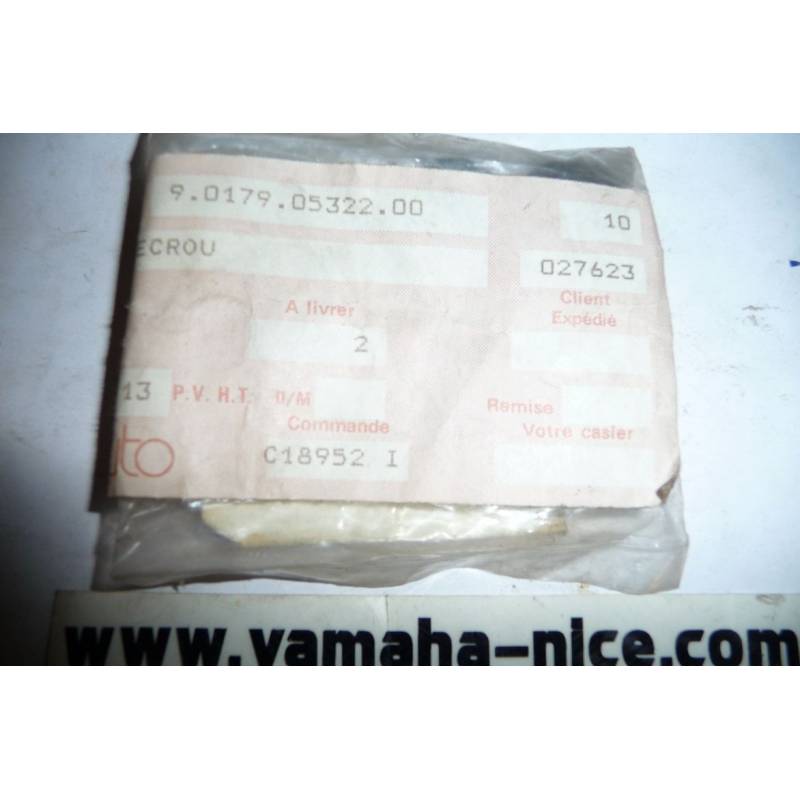 9.0179.05322.00 10
ECROU 027623
A livrer Client Expédié
2
13 P.V. H.T. D/M Remise
Commande Votre casier
C18952 I
www.yamaha-nice.com